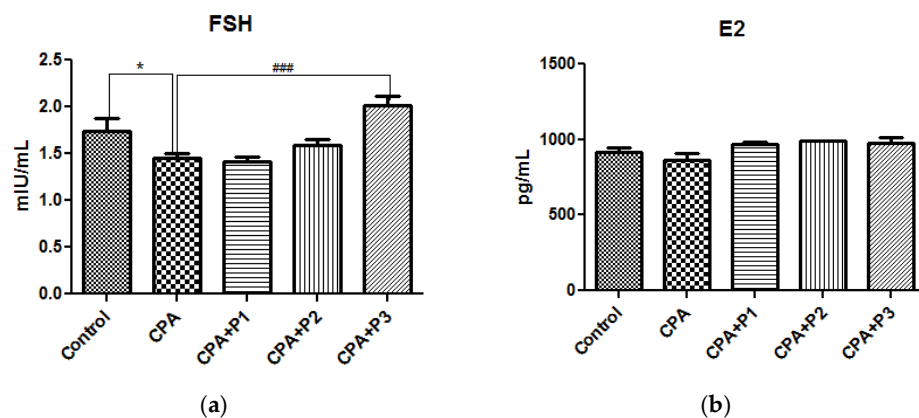 FSH
mIU/mL
2.5
2.0
1.5
1.0
0.5
0.0
*
###
Control
CPA
CPA+P1
CPA+P2
CPA+P3
(a)
E2
pg/mL
1500
1000
500
0
Control
CPA
CPA+P1
CPA+P2
CPA+P3
(b)